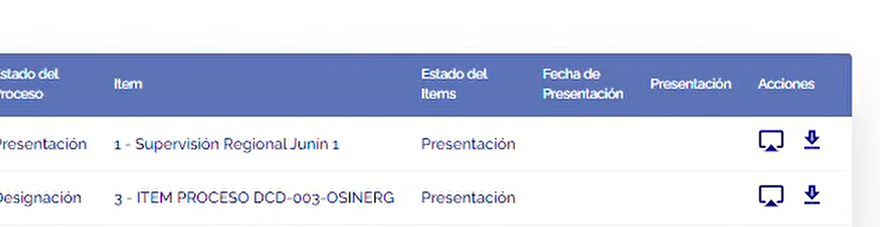 Estado del Proceso Item Estado del Items Fecha de Presentación Presentación Acciones
Presentación 1 - Supervisión Regional Junin 1 Presentación
Designación 3 - ITEM PROCESO DCD-003-OSINERG Presentación